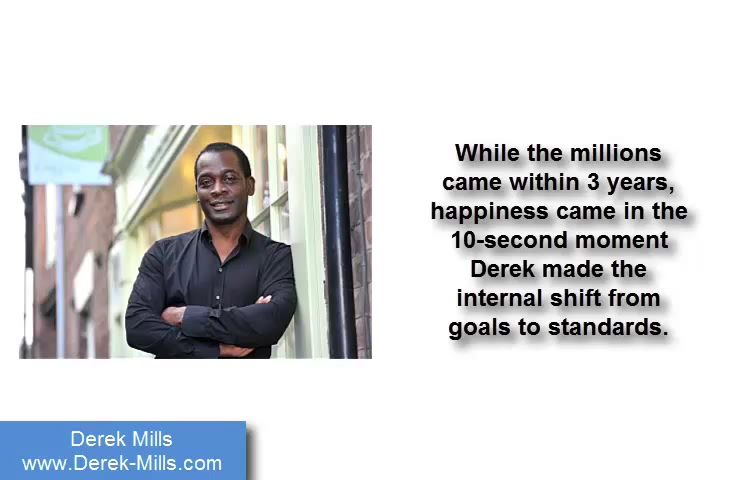 While the millions
came within 3 years,
happiness came in the
10-second moment
Derek made the
internal shift from
goals to standards.
Derek Mills
www.Derek-Mills.com